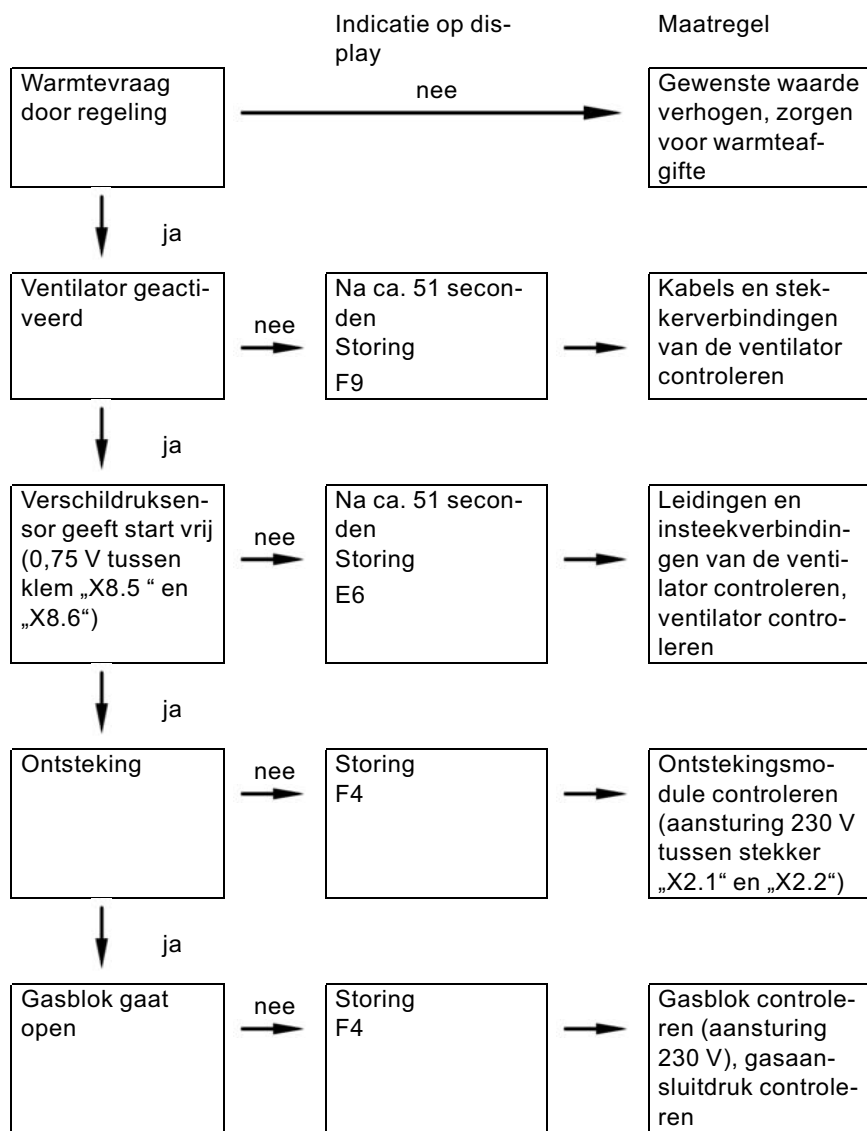 Indicatie op dis-
play
Maatregel
Warmtevraag
door regeling
nee
Gewenste waarde
verhogen, zorgen
voor warmteaf-
gifte
ja
Ventilator geacti-
veerd
nee
Na ca. 51 secon-
den
Storing
F9
Kabels en stek-
kerverbindingen
van de ventilator
controleren
ja
Verschildruksen-
sor geeft start vrij
(0,75 V tussen
klem „X8.5 “ en
„X8.6“)
nee
Na ca. 51 secon-
den
Storing
E6
Leidingen en
insteekverbindin-
gen van de venti-
lator controleren,
ventilator contro-
leren
ja
Ontsteking
nee
Storing
F4
Ontstekingsmo-
dule controleren
(aansturing 230 V
tussen stekker
„X2.1“ en „X2.2“)
ja
Gasblok gaat
open
nee
Storing
F4
Gasblok controle-
ren (aansturing
230 V), gasaan-
sluitdruk controle-
ren